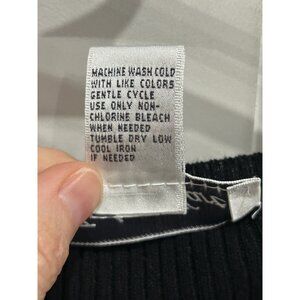 MACHINE WASH COLD
WITH LIKE COLORS
GENTLE CYCLE
USE ONLY NON-
CHLORINE BLEACH
WHEN NEEDED
TUMBLE DRY LOW
COOL IRON
IF NEEDED